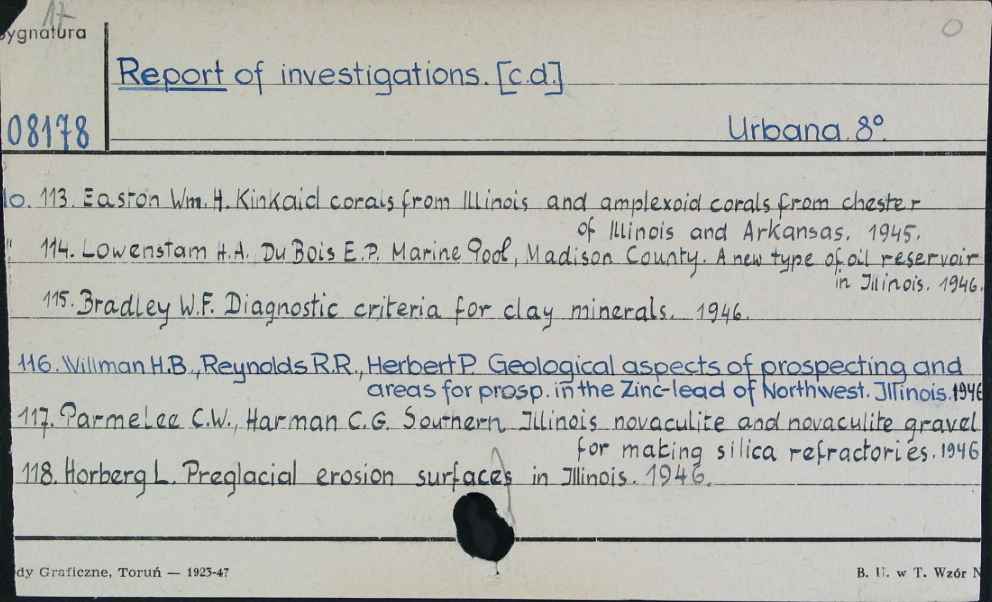 17
Sygnatura
O
Report of investigations. [c.d.]
08178
Urbana 8º.
lo. 113. Easton Wm. H. Kinkaid corals from Illinois and amplexoid corals from chester
of Illinois and Arkansas. 1945.
" 114. Lowenstam H.A. Du Bois E.P. Marine Pool, Madison County. A new type of oil reservoir
in Illinois. 1946.
115. Bradley W.F. Diagnostic criteria for clay minerals. 1946.
116. Willman H.B., Reynolds R.R., Herbert P. Geological aspects of prospecting and
areas for prosp. in the Zinc-lead of Northwest. Illinois. 1946
117. Parmelee C.W., Harman C.G. Southern Illinois novaculite and novaculite gravel
for making silica refractories. 1946
118. Horberg L. Preglacial erosion surfaces in Illinois. 1946.
dy Graficzne, Toruń — 1923-47
B. U. w T. Wzór N